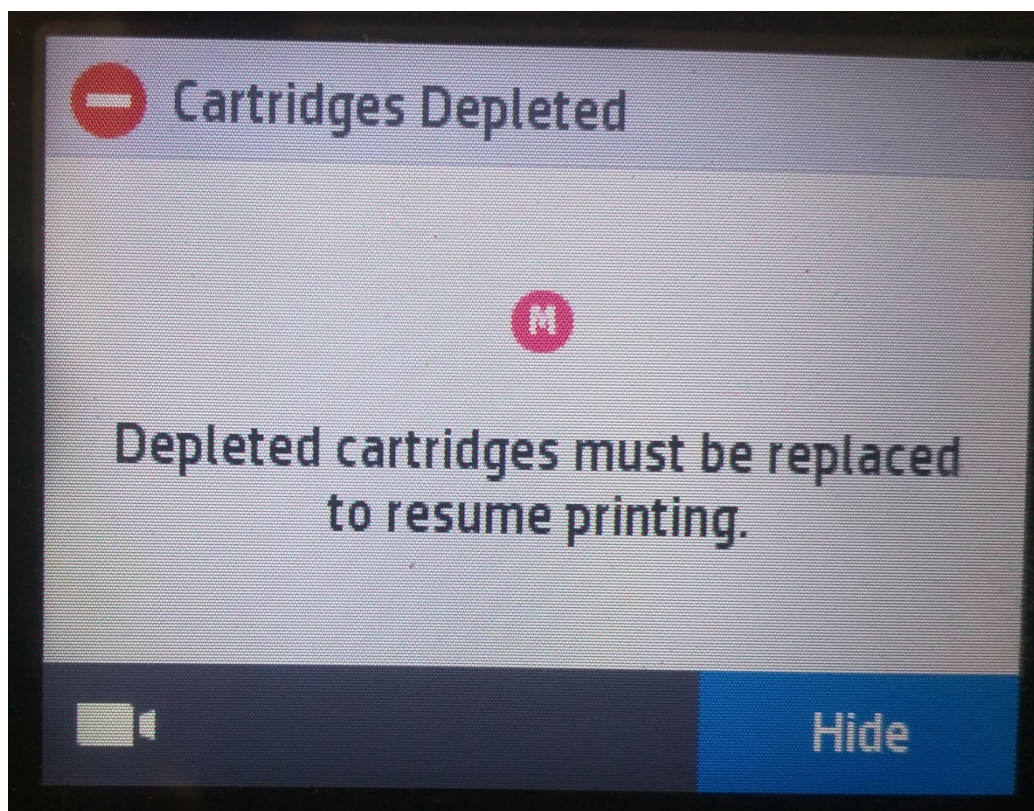 Cartridges Depleted
M
Depleted cartridges must be replaced
to resume printing.
Hide